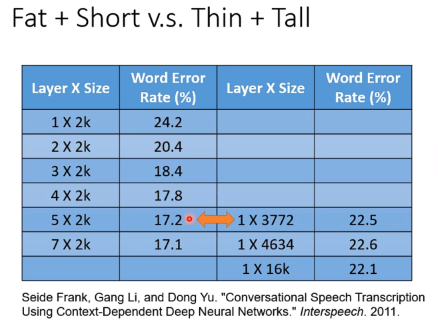 Fat + Short v.s. Thin + Tall
Layer X Size Word Error Rate (%) Layer X Size Word Error Rate (%)
1 X 2k 24.2
2 X 2k 20.4
3 X 2k 18.4
4 X 2k 17.8
5 X 2k 17.2 1 X 3772 22.5
7 X 2k 17.1 1 X 4634 22.6
1 X 16k 22.1
Seide Frank, Gang Li, and Dong Yu. "Conversational Speech Transcription
Using Context-Dependent Deep Neural Networks." Interspeech. 2011.